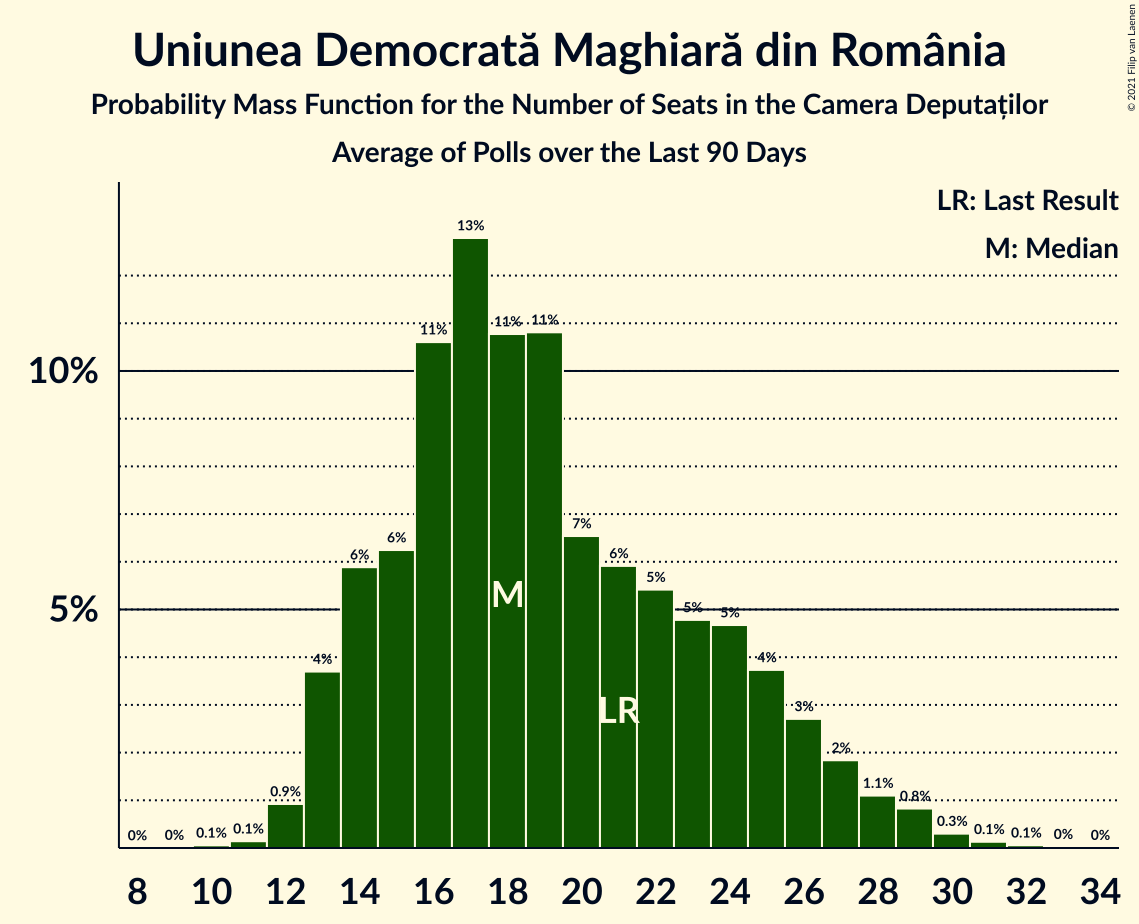 © 2021 Filip van Laenen
Uniunea Democrată Maghiară din România
Probability Mass Function for the Number of Seats in the Camera Deputaților
Average of Polls over the Last 90 Days
LR: Last Result
M: Median
10%
5%
0% 0% 0.1% 0.1% 0.9% 4% 6% 6% 11% 13% 11% 11% 7% 6% 5% 5% 5% 4% 3% 2% 1.1% 0.8% 0.3% 0.1% 0.1% 0% 0%
M
LR
8 10 12 14 16 18 20 22 24 26 28 30 32 34